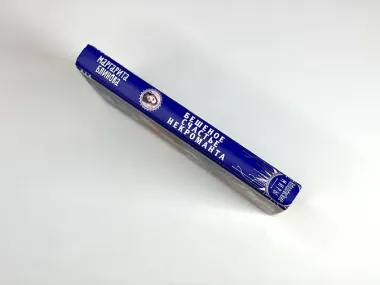 МАРГАРИТА
БЛИНОВА
БЕШЕНОЕ
СЧАСТЬЕ
НЕКРОМАНТА